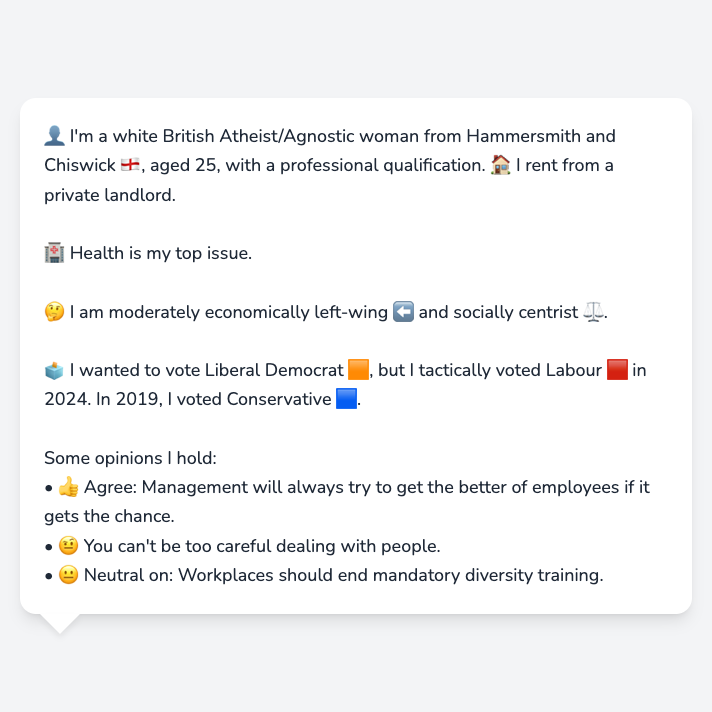 👤 I'm a white British Atheist/Agnostic woman from Hammersmith and
Chiswick 🏴󠁧󠁢󠁥󠁮󠁧󠁿, aged 25, with a professional qualification. 🏠 I rent from a
private landlord.
🏥 Health is my top issue.
🤔 I am moderately economically left-wing ⬅️ and socially centrist ⚖️.
🗳️ I wanted to vote Liberal Democrat 🟧, but I tactically voted Labour 🟥 in
2024. In 2019, I voted Conservative 🟦.
Some opinions I hold:
• 👍 Agree: Management will always try to get the better of employees if it
gets the chance.
• 🤨 You can't be too careful dealing with people.
• 😐 Neutral on: Workplaces should end mandatory diversity training.